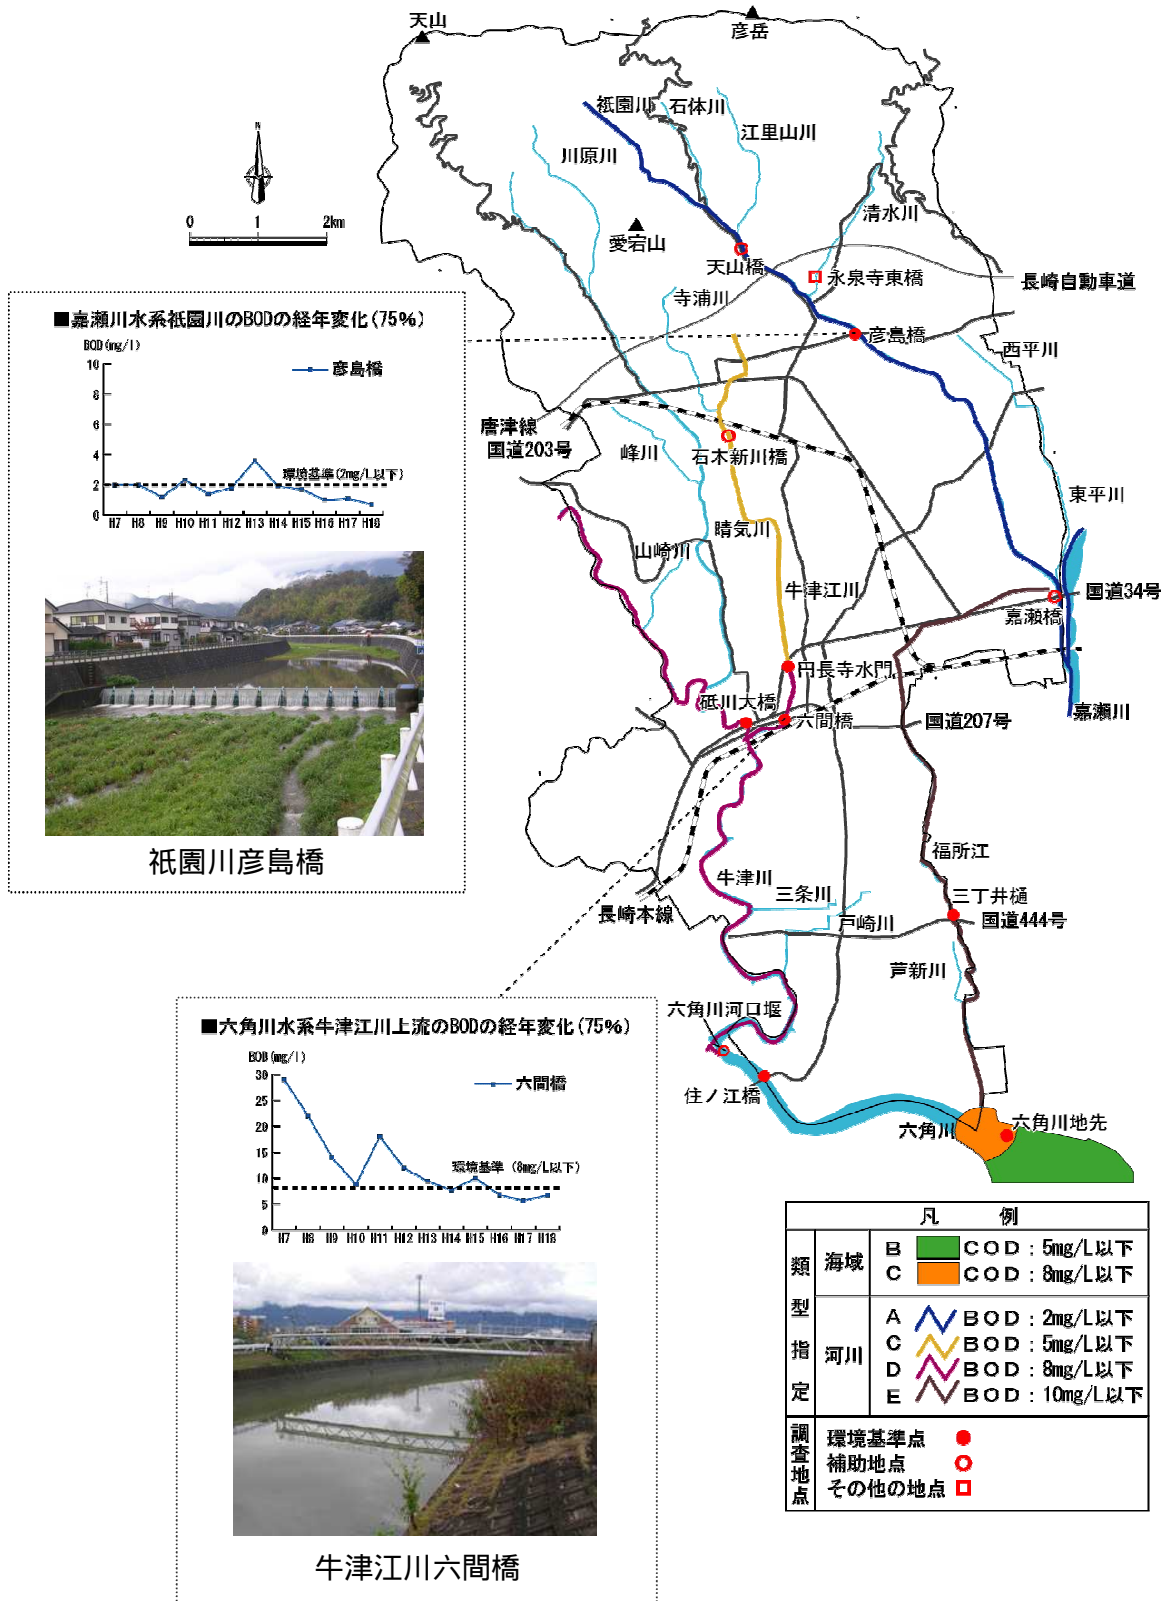 天山
彦岳
祇園川
石体川
江里山川
川原川
清水川
N
0 1 2km
愛宕山
天山橋
永泉寺東橋
長崎自動車道
寺浦川
彦島橋
西平川
■嘉瀬川水系祇園川のBODの経年変化(75%)
BOD(mg/l)
彦島橋
10
8
6
4
2
0
環境基準(2mg/L以下)
H7 H8 H9 H10 H11 H12 H13 H14 H15 H16 H17 H18
祇園川彦島橋
唐津線
国道203号
峰川
石木新川橋
東平川
晴気川
山崎川
牛津江川
国道34号
嘉瀬橋
円長寺水門
砥川大橋
六間橋
国道207号
嘉瀬川
福所江
牛津川
三条川
三丁井樋
長崎本線
戸崎川
国道444号
芦新川
六角川河口堰
住ノ江橋
六角川
六角川地先
■六角川水系牛津江川上流のBODの経年変化(75%)
BOD(mg/l)
六間橋
30
25
20
15
10
5
0
環境基準（8mg/L以下）
H7 H8 H9 H10 H11 H12 H13 H14 H15 H16 H17 H18
牛津江川六間橋
凡 例
類型指定
海域
B COD：5mg/L以下
C COD：8mg/L以下
河川
A BOD：2mg/L以下
C BOD：5mg/L以下
D BOD：8mg/L以下
E BOD：10mg/L以下
調査地点
環境基準点
補助地点
その他の地点